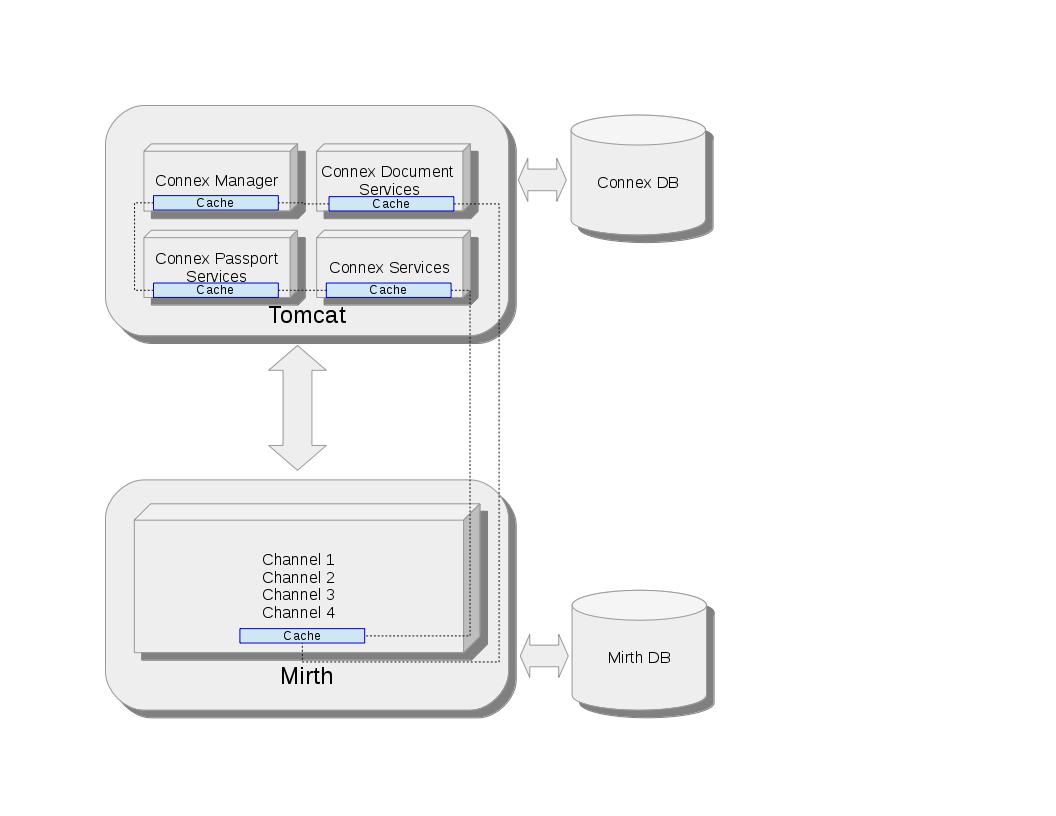 Connex Manager
Cache
Connex Document
Services
Cache
Connex DB
Connex Passport
Services
Cache
Connex Services
Cache
Tomcat
Channel 1
Channel 2
Channel 3
Channel 4
Cache
Mirth
Mirth DB